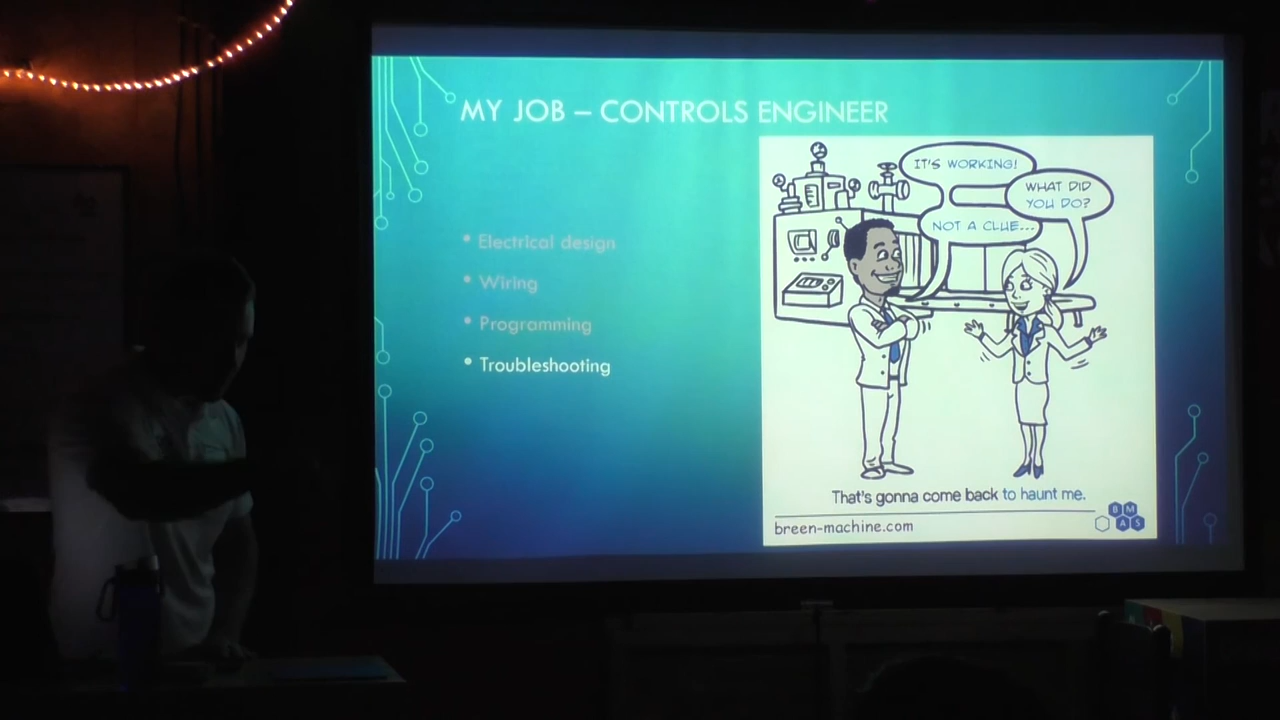 MY JOB – CONTROLS ENGINEER
• Electrical design
• Wiring
• Programming
• Troubleshooting
IT'S WORKING!
WHAT DID
YOU DO?
NOT A CLUE...
That's gonna come back to haunt me.
breen-machine.com
B M
A S